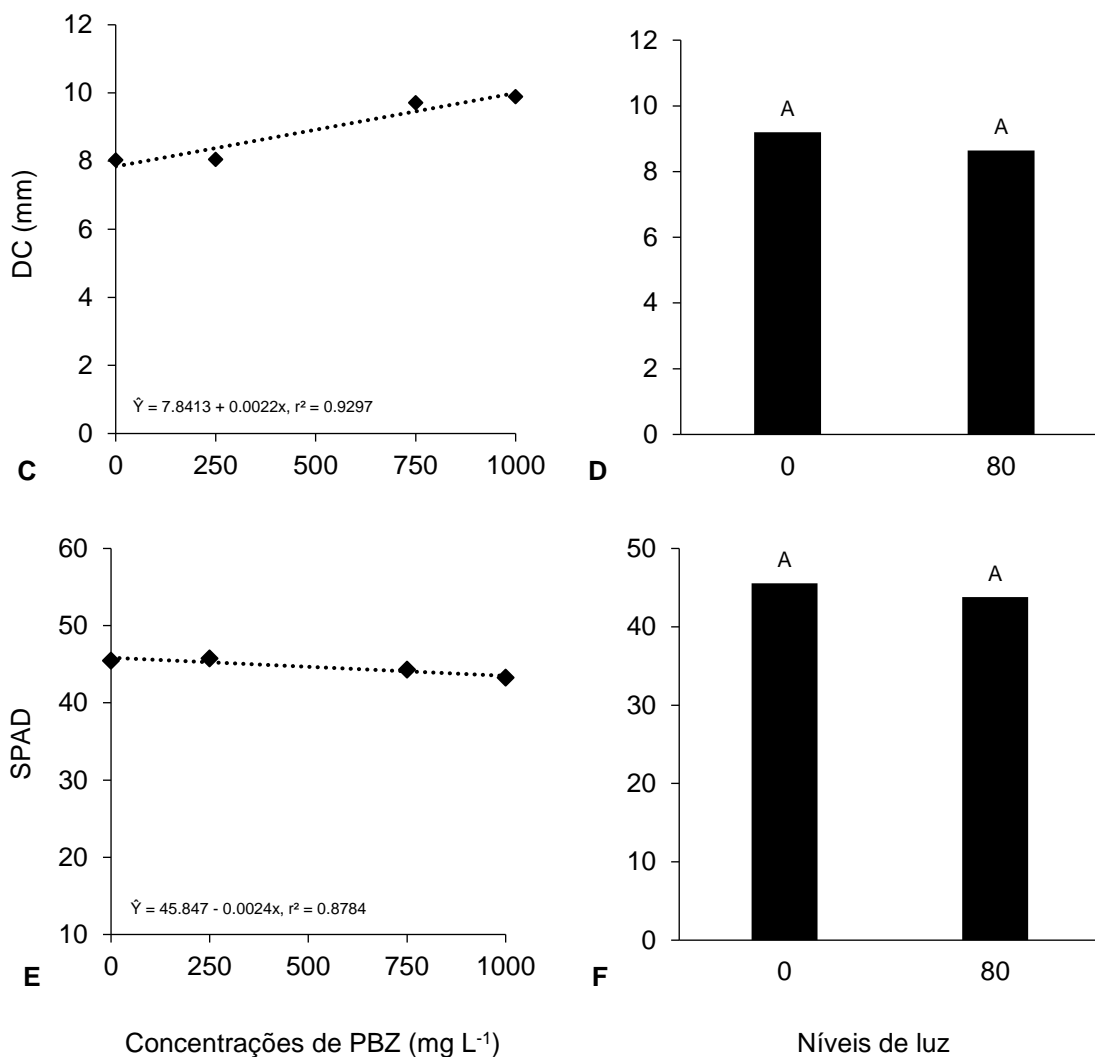 12
10
8
6
4
2
0
DC (mm)
Ŷ = 7.8413 + 0.0022x, r² = 0.9297
0 250 500 750 1000
C
12
10
8
6
4
2
0
A
A
0 80
D
60
50
40
30
20
10
SPAD
Ŷ = 45.847 - 0.0024x, r² = 0.8784
0 250 500 750 1000
E
Concentrações de PBZ (mg L⁻¹)
50
40
30
20
10
0
A
A
0 80
F
Níveis de luz